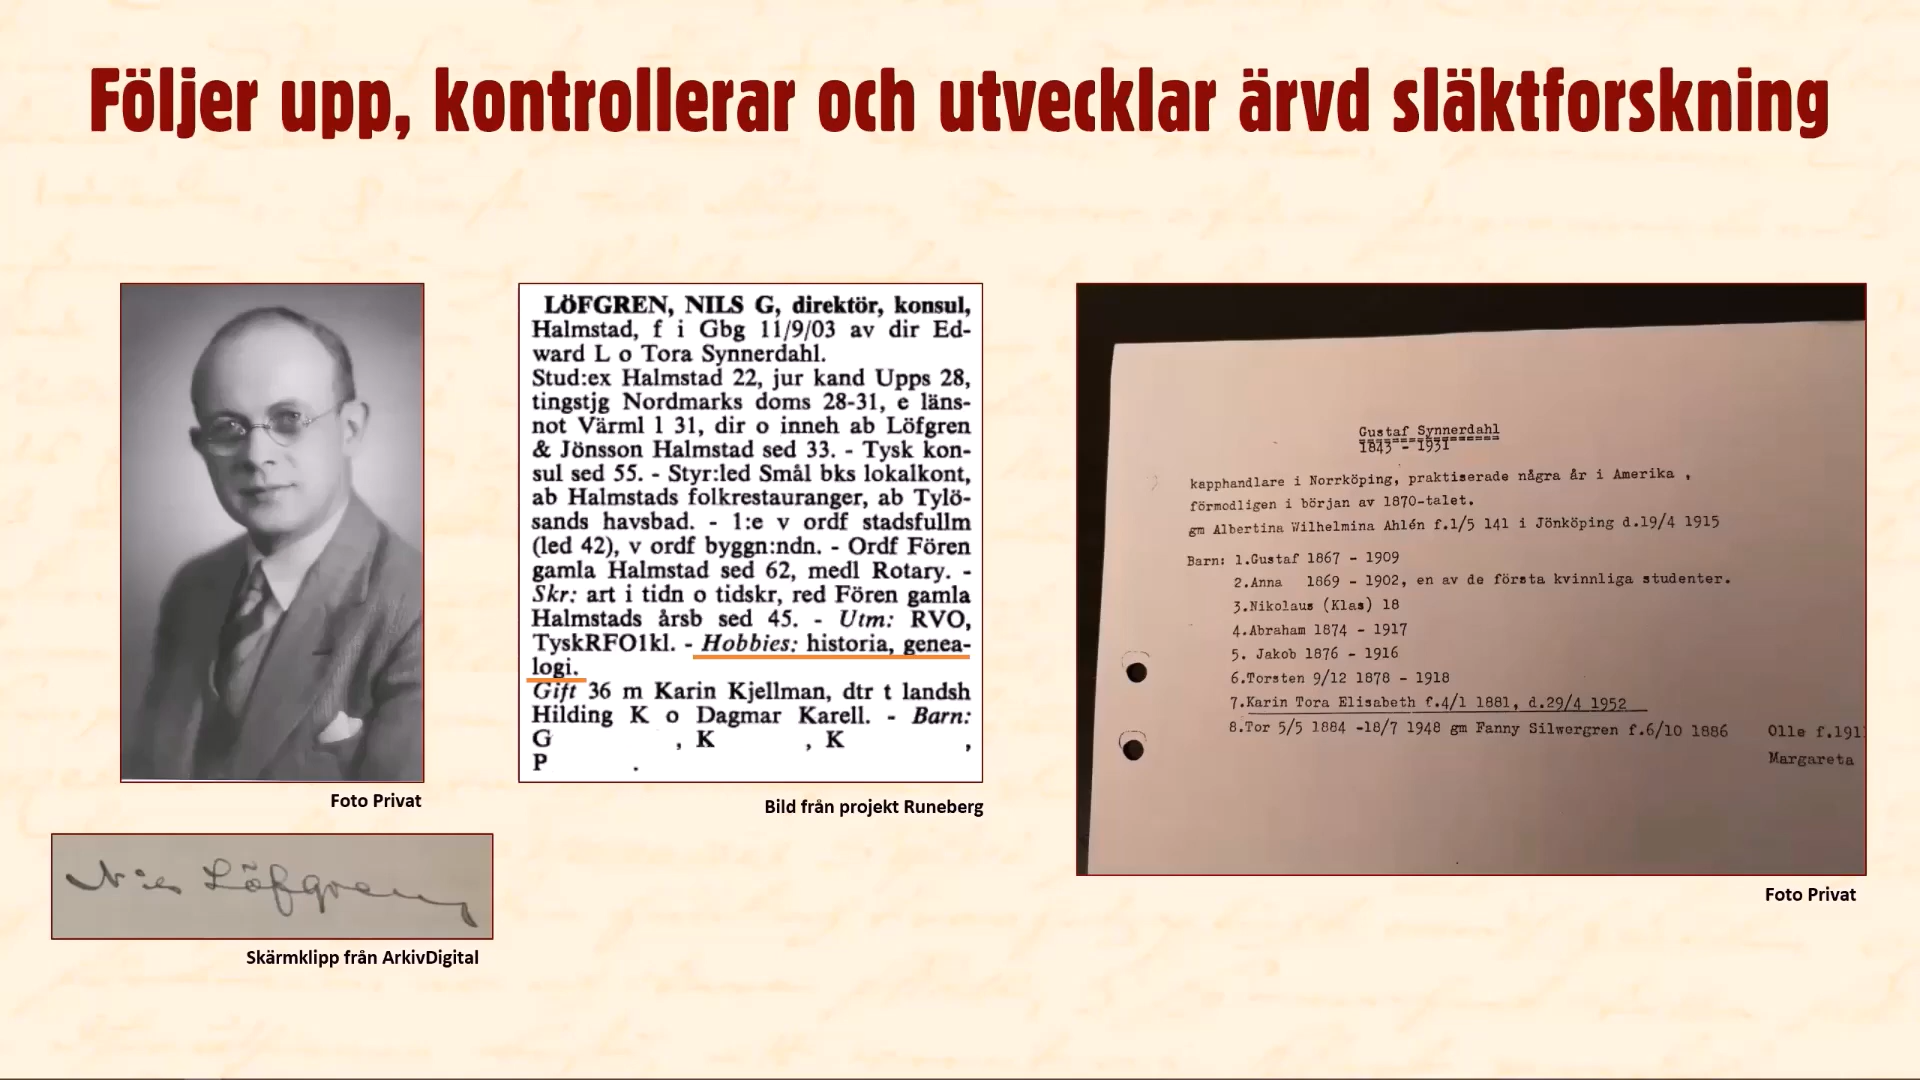 Följer upp, kontrollerar och utvecklar ärvd släktforskning
LÖFGREN, NILS G, direktör, konsul,
Halmstad, f i Gbg 11/9/03 av dir Ed-
ward L o Tora Synnerdahl.
Stud:ex Halmstad 22, jur kand Upps 28,
tingstjg Nordmarks doms 28-31, e läns-
not Värml l 31, dir o inneh ab Löfgren
& Jönsson Halmstad sed 33. - Tysk kon-
sul sed 55. - Styr:led Smål bks lokalkont,
ab Halmstads folkrestauranger, ab Tylö-
sands havsbad. - 1:e v ordf stadsfullm
(led 42), v ordf byggn:ndn. - Ordf Fören
gamla Halmstad sed 62, medl Rotary. -
Skr: art i tidn o tidskr, red Fören gamla
Halmstads årsb sed 45. - Utm: RVO,
TyskRFO1kl. - Hobbies: historia, genea-
logi.
Gift 36 m Karin Kjellman, dtr t landsh
Hilding K o Dagmar Karell. - Barn:
G , K , K ,
P .
Foto Privat
Bild från projekt Runeberg
Nils Löfgren
Skärmklipp från ArkivDigital
Gustaf Synnerdahl
1843 - 1931
kapphandlare i Norrköping, praktiserade några år i Amerika ,
förmodligen i början av 1870-talet.
gm Albertina Wilhelmina Ahlén f.1/5 141 i Jönköping d.19/4 1915
Barn: 1.Gustaf 1867 - 1909
2.Anna 1869 - 1902, en av de första kvinnliga studenter.
3.Nikolaus (Klas) 18
4.Abraham 1874 - 1917
5. Jakob 1876 - 1916
6.Torsten 9/12 1878 - 1918
7.Karin Tora Elisabeth f.4/1 1881, d.29/4 1952
8.Tor 5/5 1884 -18/7 1948 gm Fanny Silwergren f.6/10 1886 Olle f.191
Margareta
Foto Privat